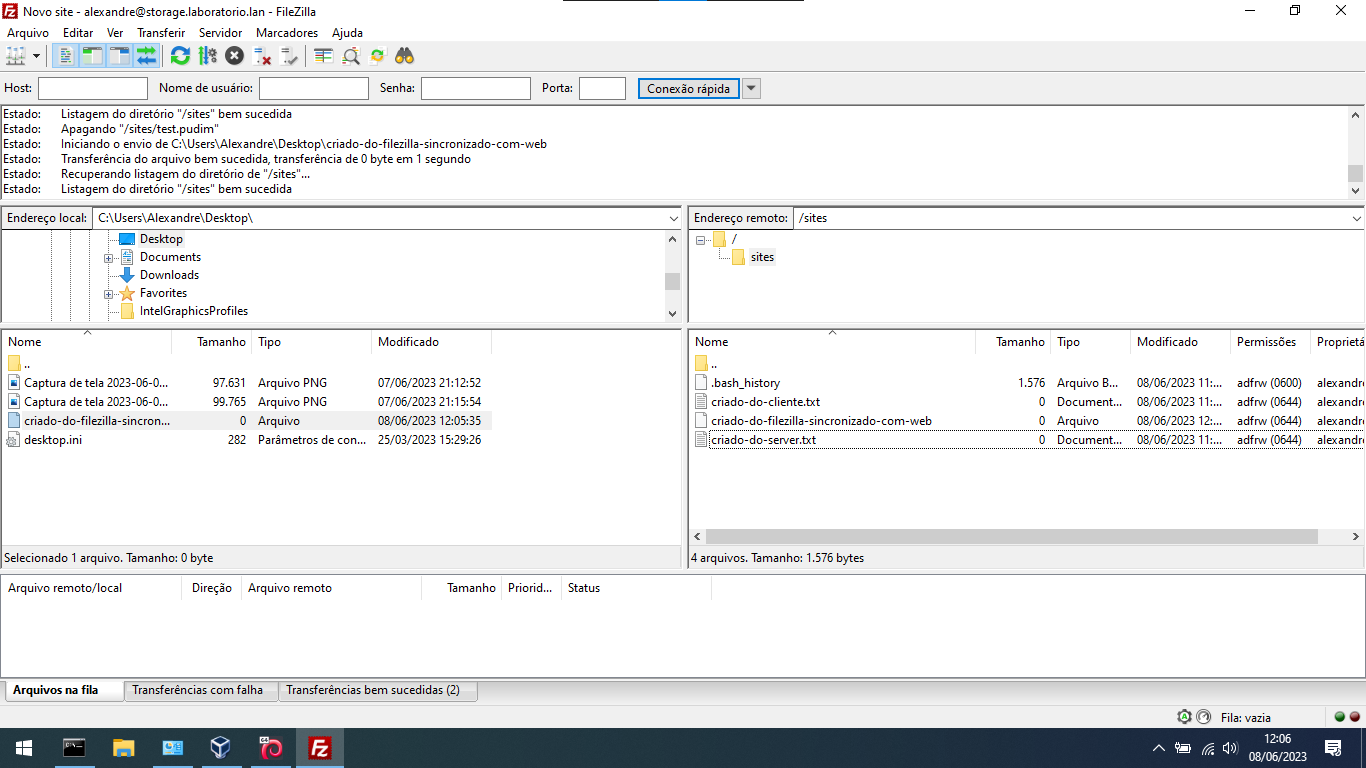 Novo site - alexandre@storage.laboratorio.lan - FileZilla
Arquivo Editar Ver Transferir Servidor Marcadores Ajuda
Host: Nome de usuário: Senha: Porta: Conexão rápida
Estado: Listagem do diretório "/sites" bem sucedida
Estado: Apagando "/sites/test.pudim"
Estado: Iniciando o envio de C:\Users\Alexandre\Desktop\criado-do-filezilla-sincronizado-com-web
Estado: Transferência do arquivo bem sucedida, transferência de 0 byte em 1 segundo
Estado: Recuperando listagem do diretório de "/sites"...
Estado: Listagem do diretório "/sites" bem sucedida
Endereço local: C:\Users\Alexandre\Desktop\
Desktop
Documents
Downloads
Favorites
IntelGraphicsProfiles
Nome Tamanho Tipo Modificado
..
Captura de tela 2023-06-0... 97.631 Arquivo PNG 07/06/2023 21:12:52
Captura de tela 2023-06-0... 99.765 Arquivo PNG 07/06/2023 21:15:54
criado-do-filezilla-sincron... 0 Arquivo 08/06/2023 12:05:35
desktop.ini 282 Parâmetros de con... 25/03/2023 15:29:26
Selecionado 1 arquivo. Tamanho: 0 byte
Endereço remoto: /sites
/
sites
Nome Tamanho Tipo Modificado Permissões Proprietá
..
.bash_history 1.576 Arquivo B... 08/06/2023 11:... adfrw (0600) alexandre
criado-do-cliente.txt 0 Document... 08/06/2023 11:... adfrw (0644) alexandre
criado-do-filezilla-sincronizado-com-web 0 Arquivo 08/06/2023 12:... adfrw (0644) alexandre
criado-do-server.txt 0 Document... 08/06/2023 11:... adfrw (0644) alexandre
4 arquivos. Tamanho: 1.576 bytes
Arquivo remoto/local Direção Arquivo remoto Tamanho Priorid... Status
Arquivos na fila Transferências com falha Transferências bem sucedidas (2)
Fila: vazia
12:06
08/06/2023